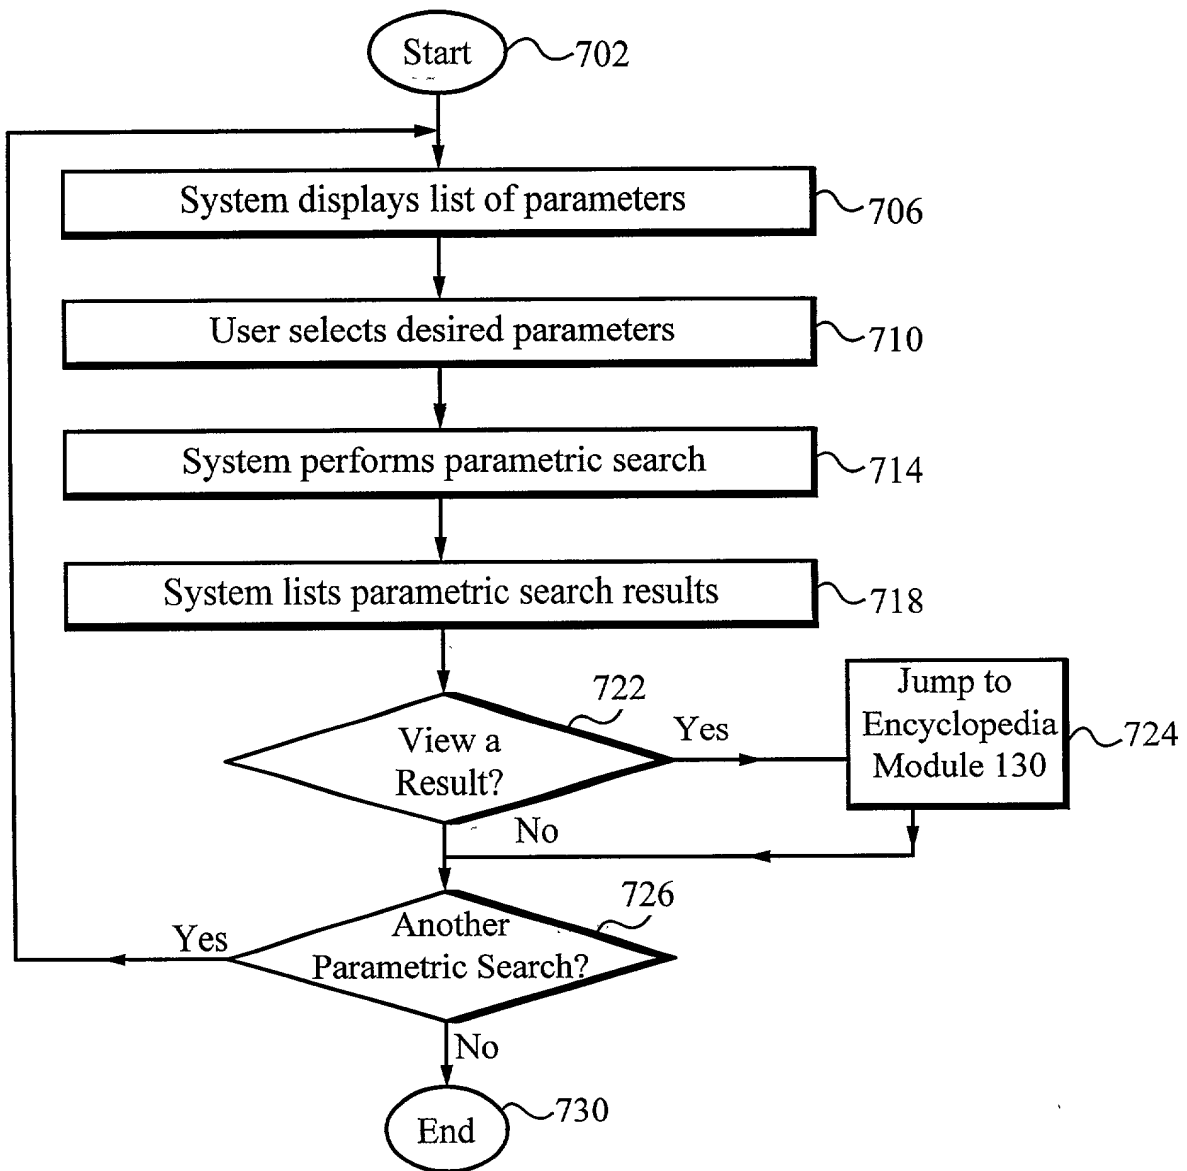 Start
702
System displays list of parameters
706
User selects desired parameters
710
System performs parametric search
714
System lists parametric search results
718
722
View a
Result?
Yes
Jump to
Encyclopedia
Module 130
724
No
726
Another
Parametric Search?
Yes
No
End
730